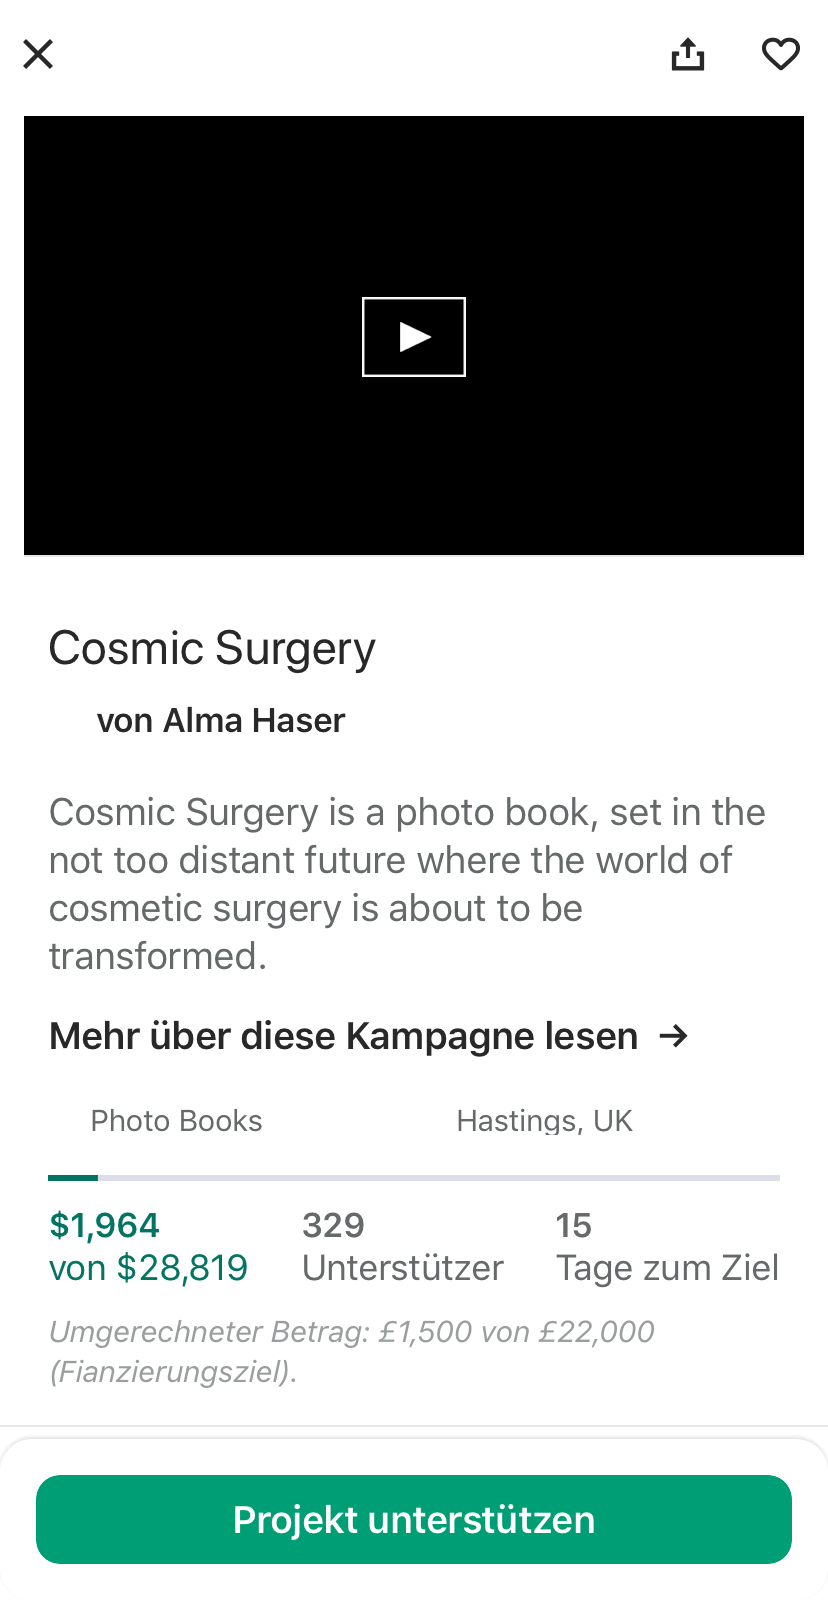 Cosmic Surgery
von Alma Haser
Cosmic Surgery is a photo book, set in the
not too distant future where the world of
cosmetic surgery is about to be
transformed.
Mehr über diese Kampagne lesen →
Photo Books
Hastings, UK
$1,964
von $28,819
329
Unterstützer
15
Tage zum Ziel
Umgerechneter Betrag: £1,500 von £22,000
(Fianzierungsziel).
Projekt unterstützen